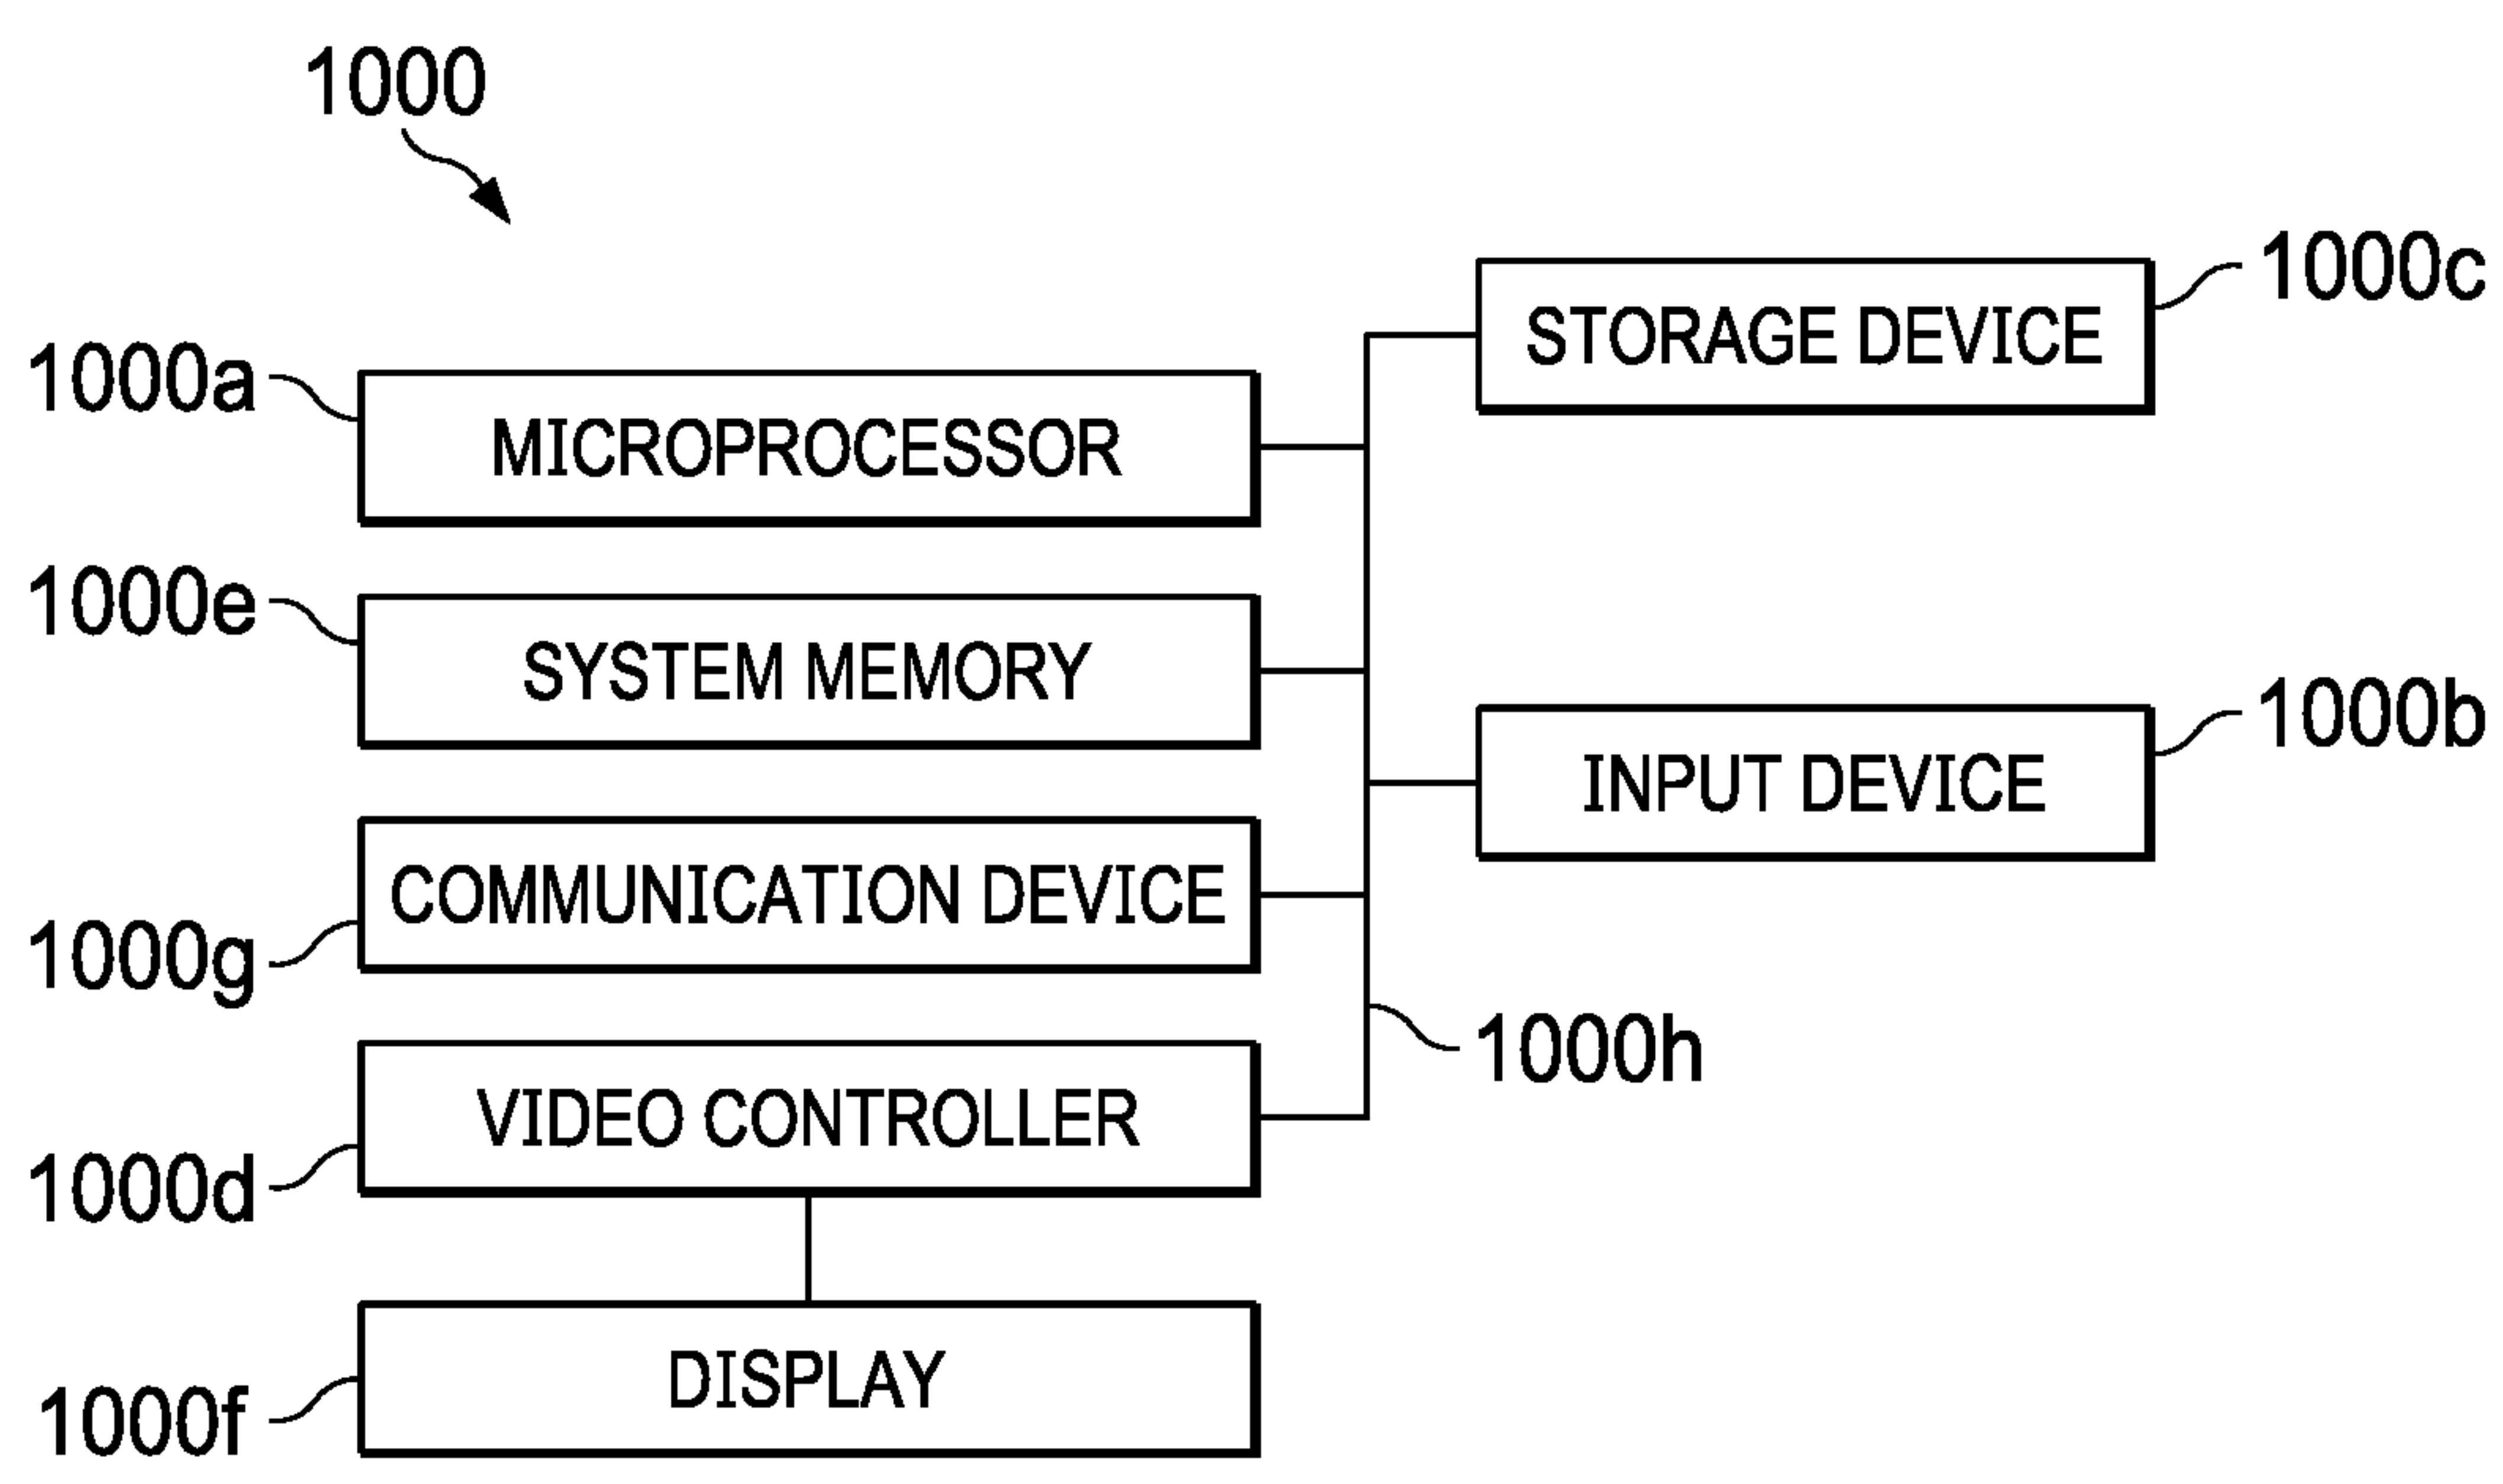 1000
1000c
STORAGE DEVICE
1000a
MICROPROCESSOR
1000e
SYSTEM MEMORY
1000b
INPUT DEVICE
COMMUNICATION DEVICE
1000g
1000h
VIDEO CONTROLLER
1000d
DISPLAY
1000f